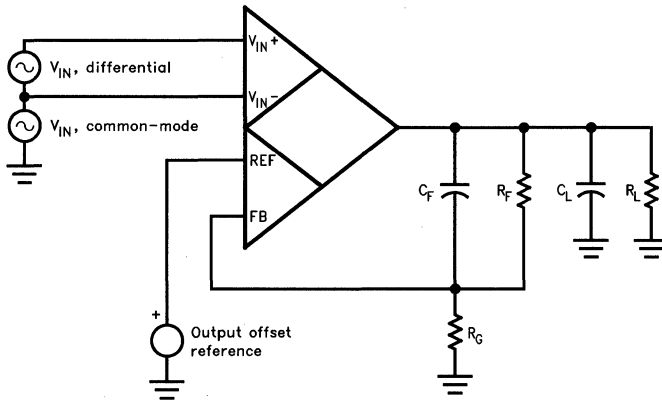 V_IN+
V_IN, differential
V_IN−
V_IN, common-mode
REF
C_F
R_F
C_L
R_L
FB
+
Output offset
reference
R_G